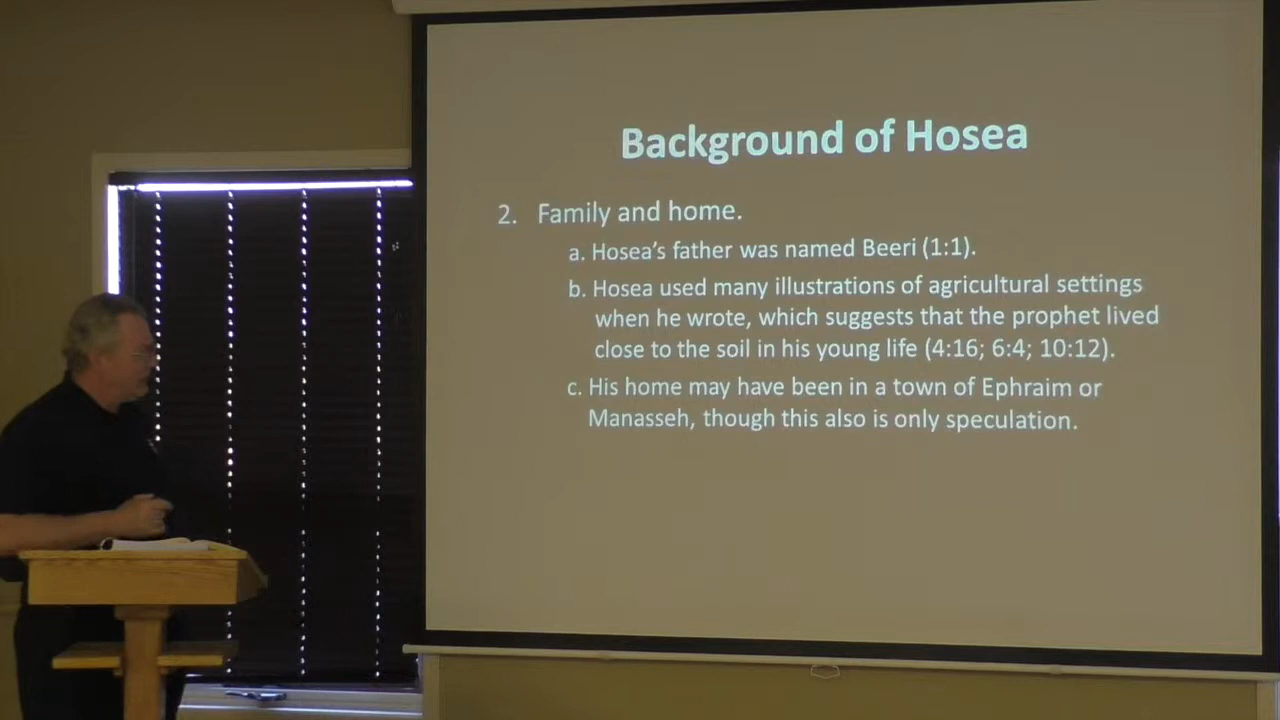 Background of Hosea
2. Family and home.
a. Hosea's father was named Beeri (1:1).
b. Hosea used many illustrations of agricultural settings
when he wrote, which suggests that the prophet lived
close to the soil in his young life (4:16; 6:4; 10:12).
c. His home may have been in a town of Ephraim or
Manasseh, though this also is only speculation.